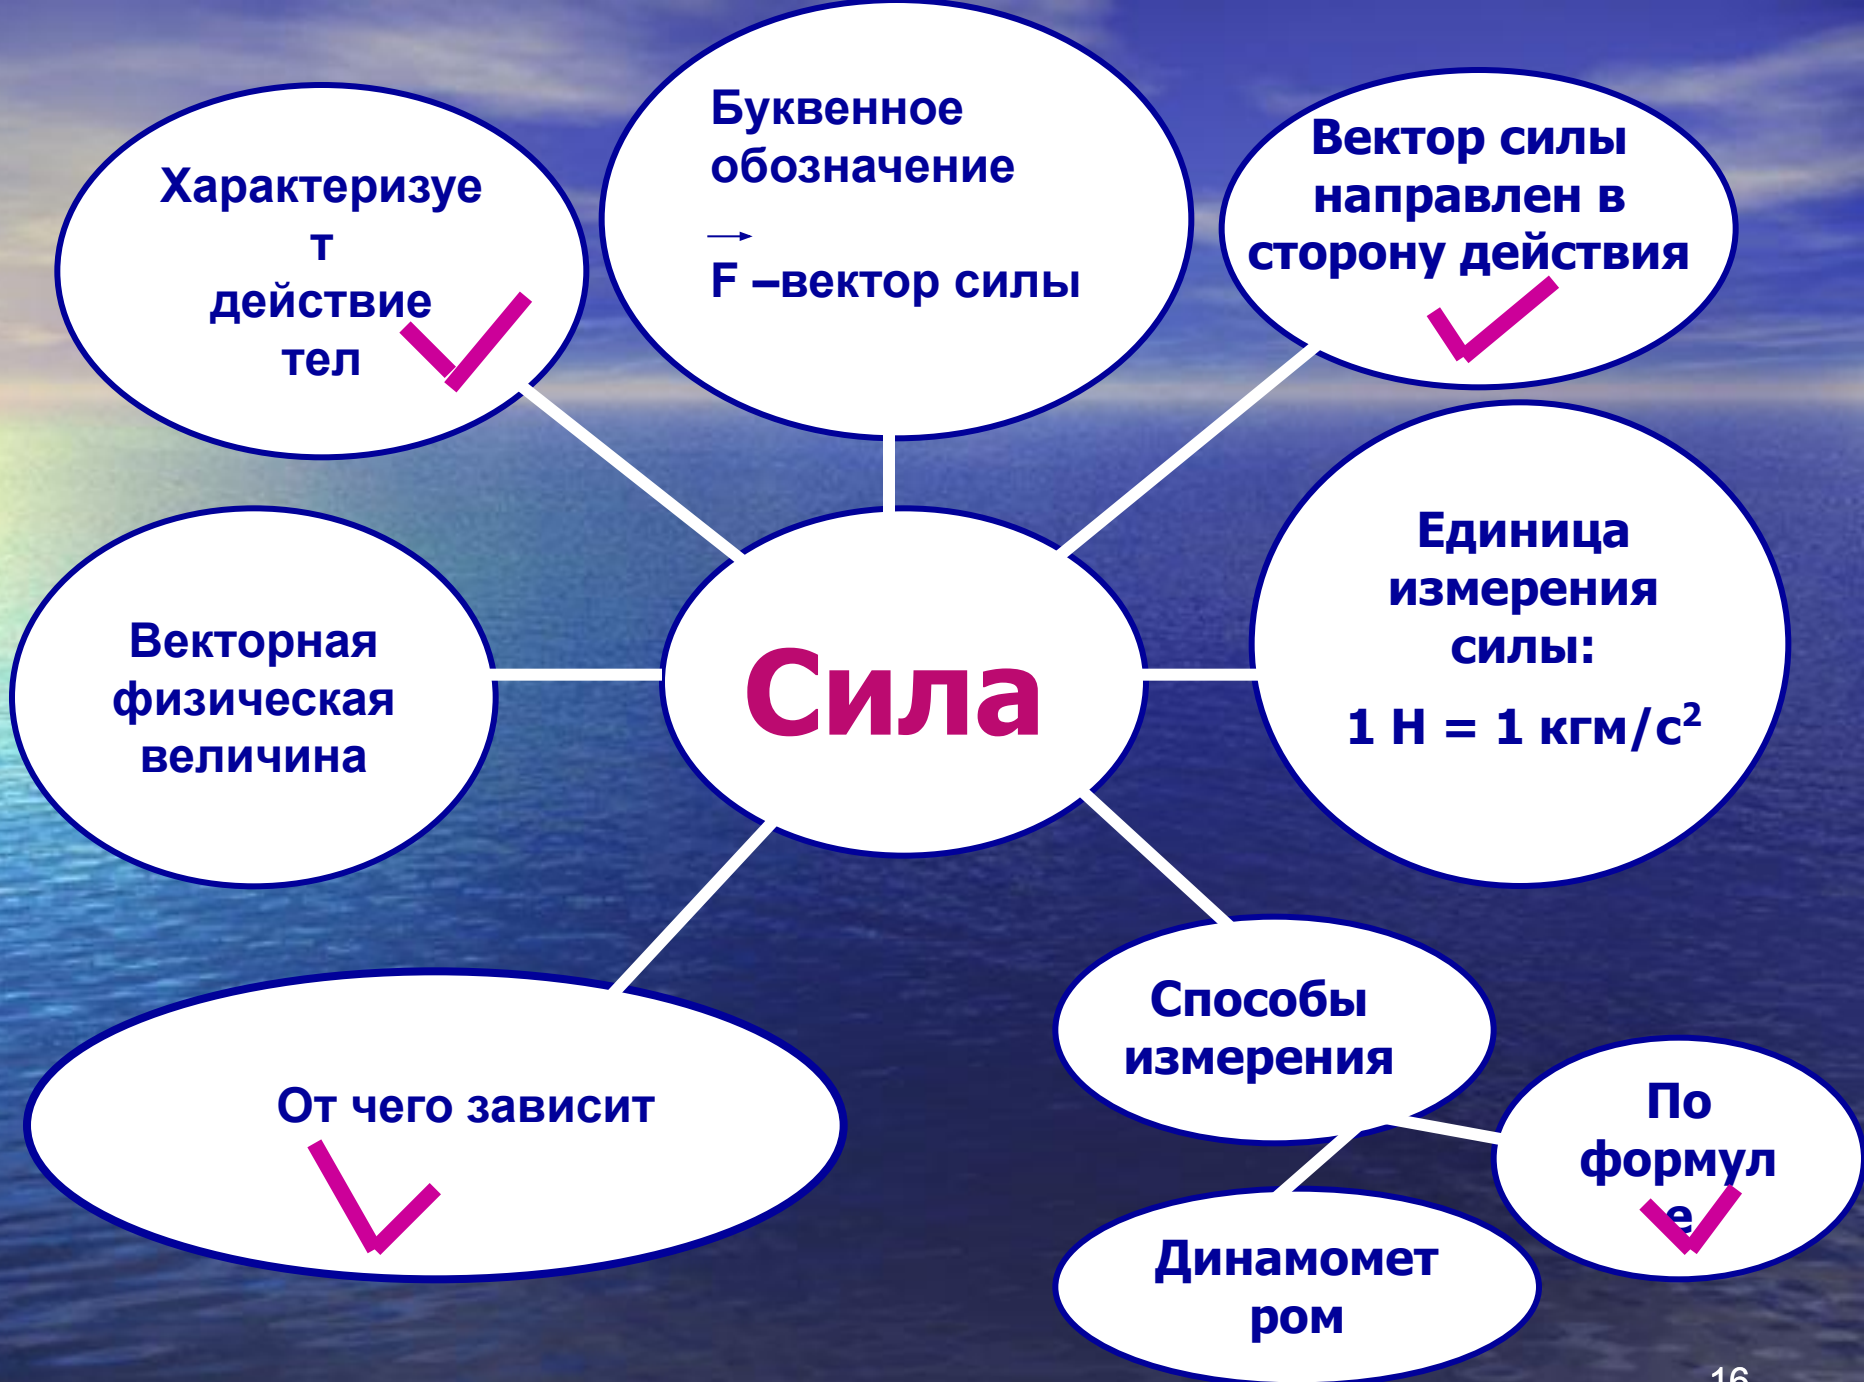 Буквенное
обозначение
F –вектор силы
Характеризуе
т
действие
тел
Вектор силы
направлен в
сторону действия
Единица
измерения
силы:
1 Н = 1 кгм/с²
Векторная
физическая
величина
Сила
От чего зависит
Способы
измерения
По
формул
е
Динамомет
ром
16